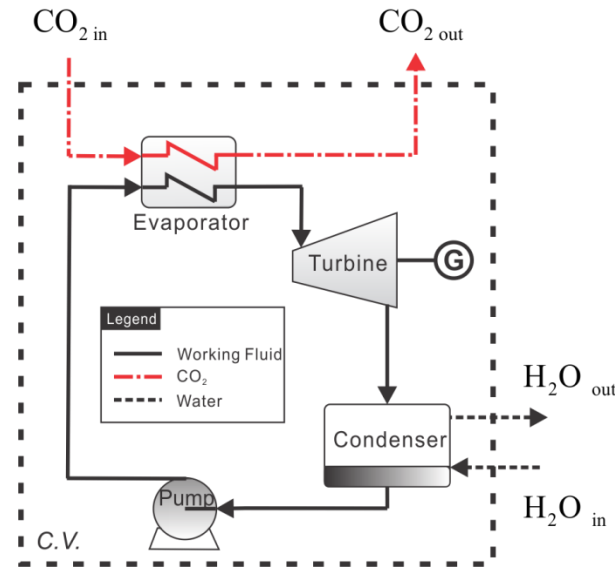 CO₂ in
CO₂ out
Evaporator
Turbine
G
Legend
Working Fluid
CO₂
Water
H₂O out
Condenser
H₂O in
Pump
C.V.